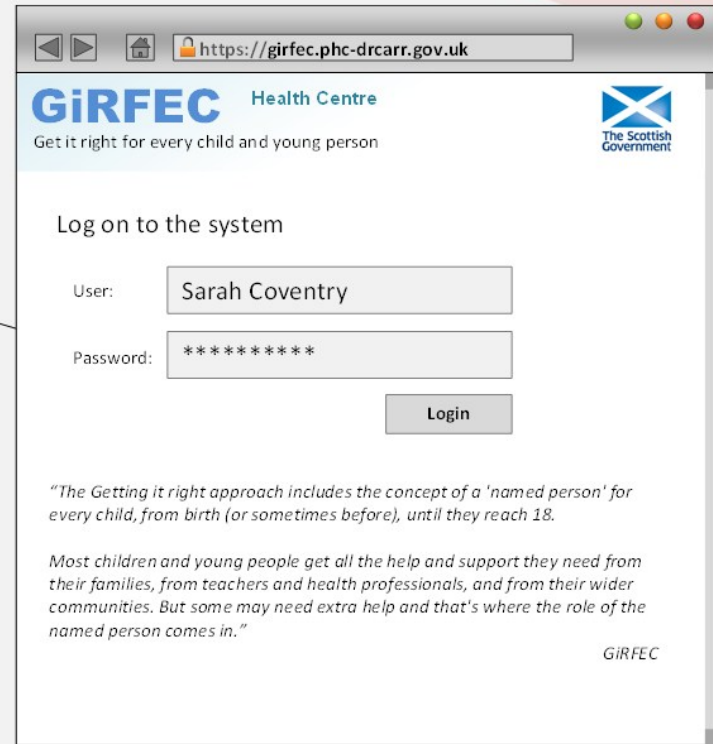 https://girfec.phc-drcarr.gov.uk
GiRFEC Health Centre
Get it right for every child and young person
The Scottish
Government
Log on to the system
User: Sarah Coventry
Password: **********
Login
“The Getting it right approach includes the concept of a 'named person' for
every child, from birth (or sometimes before), until they reach 18.
Most children and young people get all the help and support they need from
their families, from teachers and health professionals, and from their wider
communities. But some may need extra help and that's where the role of the
named person comes in.”
GiRFEC